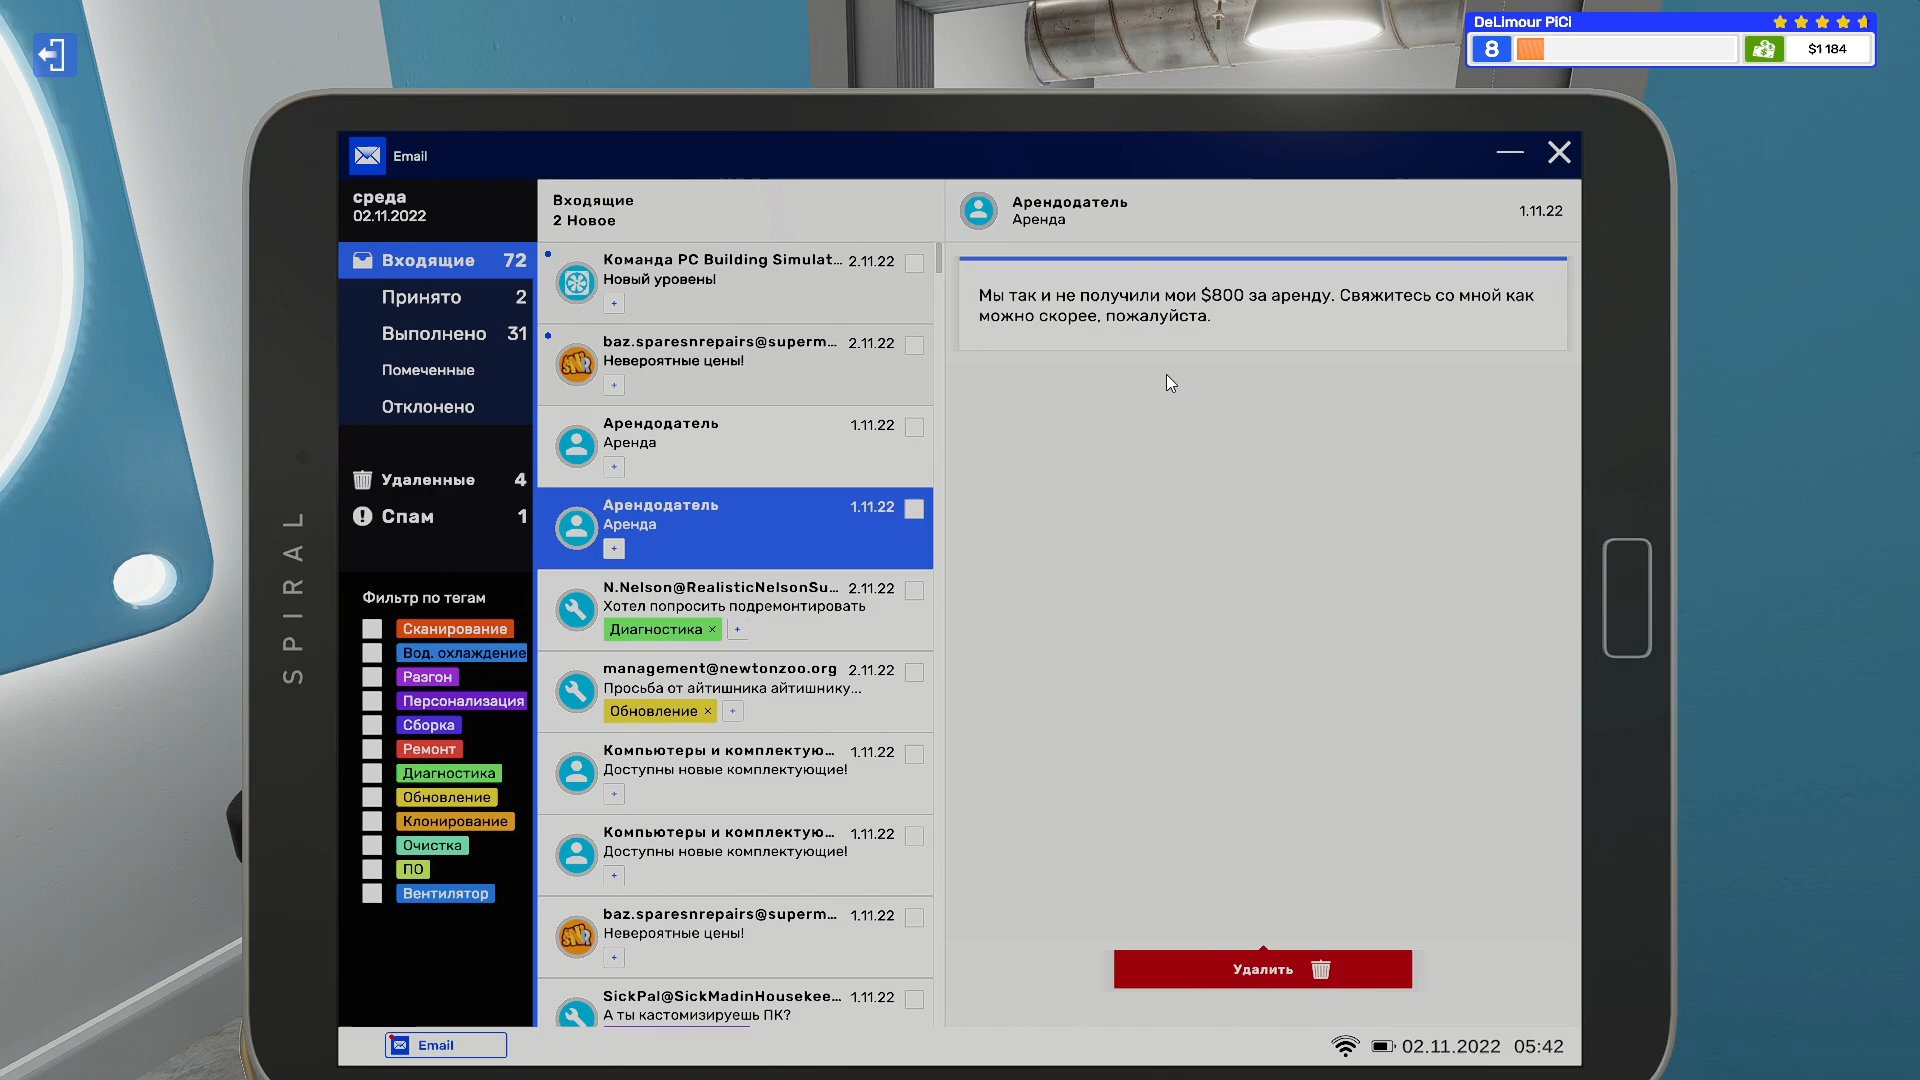 DeLimour PiCi
8
$1 184
Email
среда
02.11.2022
Входящие 72
Принято 2
Выполнено 31
Помеченные
Отклонено
Удаленные 4
Спам 1
Фильтр по тегам
Сканирование
Вод. охлаждение
Разгон
Персонализация
Сборка
Ремонт
Диагностика
Обновление
Клонирование
Очистка
ПО
Вентилятор
Входящие
2 Новое
Команда PC Building Simulat... 2.11.22
Новый уровень!
+
baz.sparesnrepairs@superm... 2.11.22
Невероятные цены!
+
Арендодатель 1.11.22
Аренда
+
Арендодатель 1.11.22
Аренда
+
N.Nelson@RealisticNelsonSu... 2.11.22
Хотел попросить подремонтировать
Диагностика × +
management@newtonzoo.org 2.11.22
Просьба от айтишника айтишнику...
Обновление × +
Компьютеры и комплектую... 1.11.22
Доступны новые комплектующие!
+
Компьютеры и комплектую... 1.11.22
Доступны новые комплектующие!
+
baz.sparesnrepairs@superm... 1.11.22
Невероятные цены!
+
SickPal@SickMadinHousekee... 1.11.22
А ты кастомизируешь ПК?
Арендодатель
Аренда
1.11.22
Мы так и не получили мои $800 за аренду. Свяжитесь со мной как
можно скорее, пожалуйста.
Удалить
Email
02.11.2022 05:42
SPIRAL